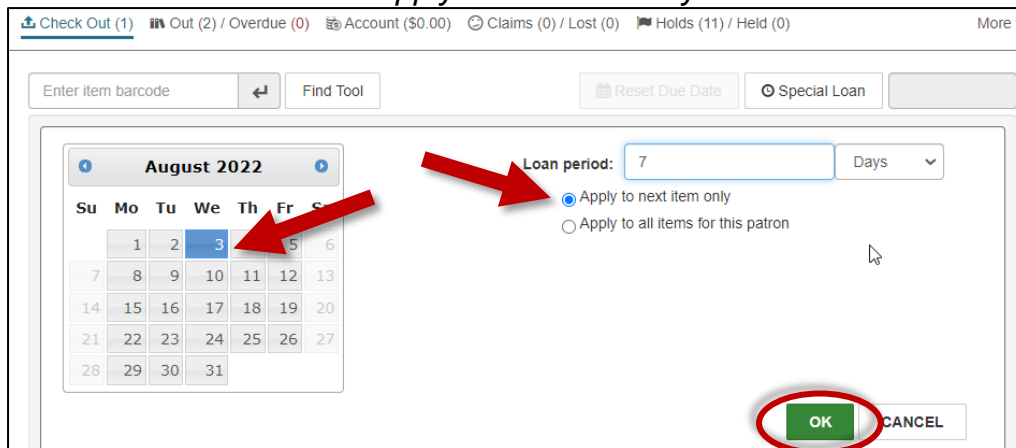 apply
Check Out (1) Out (2) / Overdue (0) Account ($0.00) Claims (0) / Lost (0) Holds (11) / Held (0) More
Enter item barcode Find Tool Reset Due Date Special Loan
August 2022
Su Mo Tu We Th Fr
1 2 3 5 6
7 8 9 10 11 12 13
14 15 16 17 18 19 20
21 22 23 24 25 26 27
28 29 30 31
Loan period: 7 Days
Apply to next item only
Apply to all items for this patron
OK CANCEL